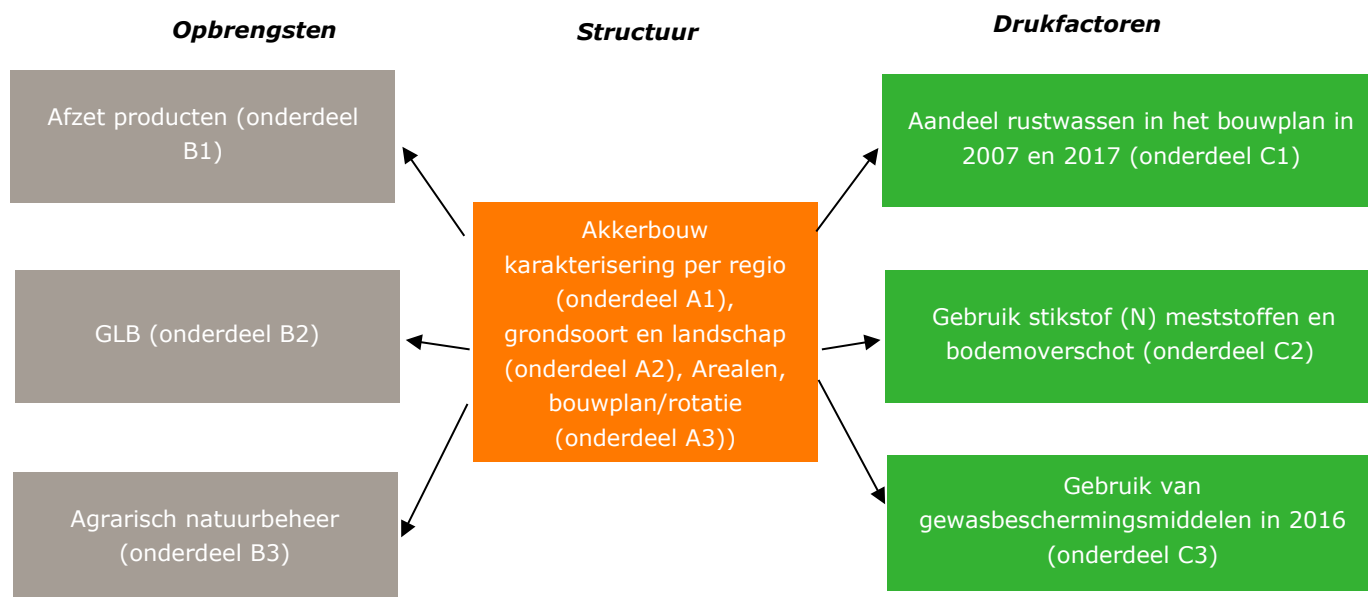 Opbrengsten
Structuur
Drukfactoren
Afzet producten (onderdeel
B1)
GLB (onderdeel B2)
Agrarisch natuurbeheer
(onderdeel B3)
Akkerbouw
karakterisering per regio
(onderdeel A1),
grondsoort en landschap
(onderdeel A2), Arealen,
bouwplan/rotatie
(onderdeel A3))
Aandeel rustwassen in het bouwplan in
2007 en 2017 (onderdeel C1)
Gebruik stikstof (N) meststoffen en
bodemoverschot (onderdeel C2)
Gebruik van
gewasbeschermingsmiddelen in 2016
(onderdeel C3)